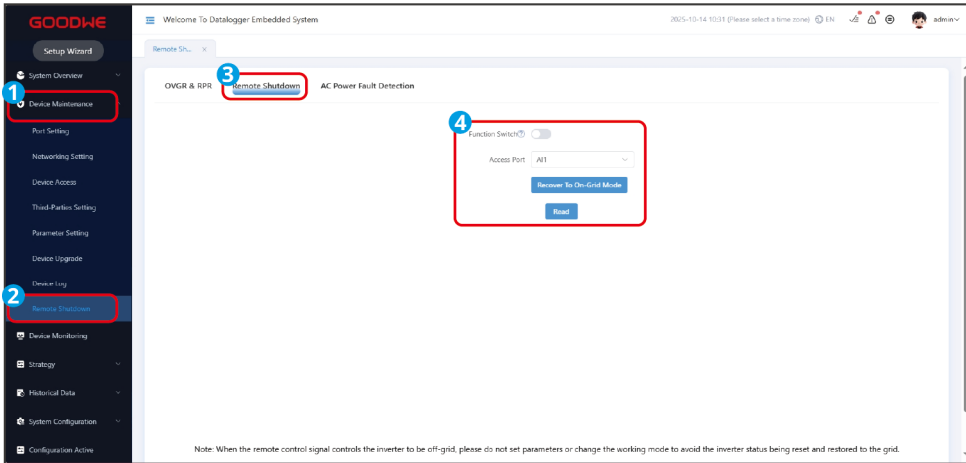 GOODWE
Welcome To Datalogger Embedded System
2025-10-14 10:31 (Please select a time zone) EN admin
Setup Wizard
Remote Sh... ×
System Overview
1
Device Maintenance
Port Setting
Networking Setting
Device Access
Third-Parties Setting
Parameter Setting
Device Upgrade
Device Log
2
Remote Shutdown
Device Monitoring
Strategy
Historical Data
System Configuration
Configuration Active
3
OVGR & RPR Remote Shutdown AC Power Fault Detection
4
Function Switch?
Access Port AI1
Recover To On-Grid Mode
Read
Note: When the remote control signal controls the inverter to be off-grid, please do not set parameters or change the working mode to avoid the inverter status being reset and restored to the grid.